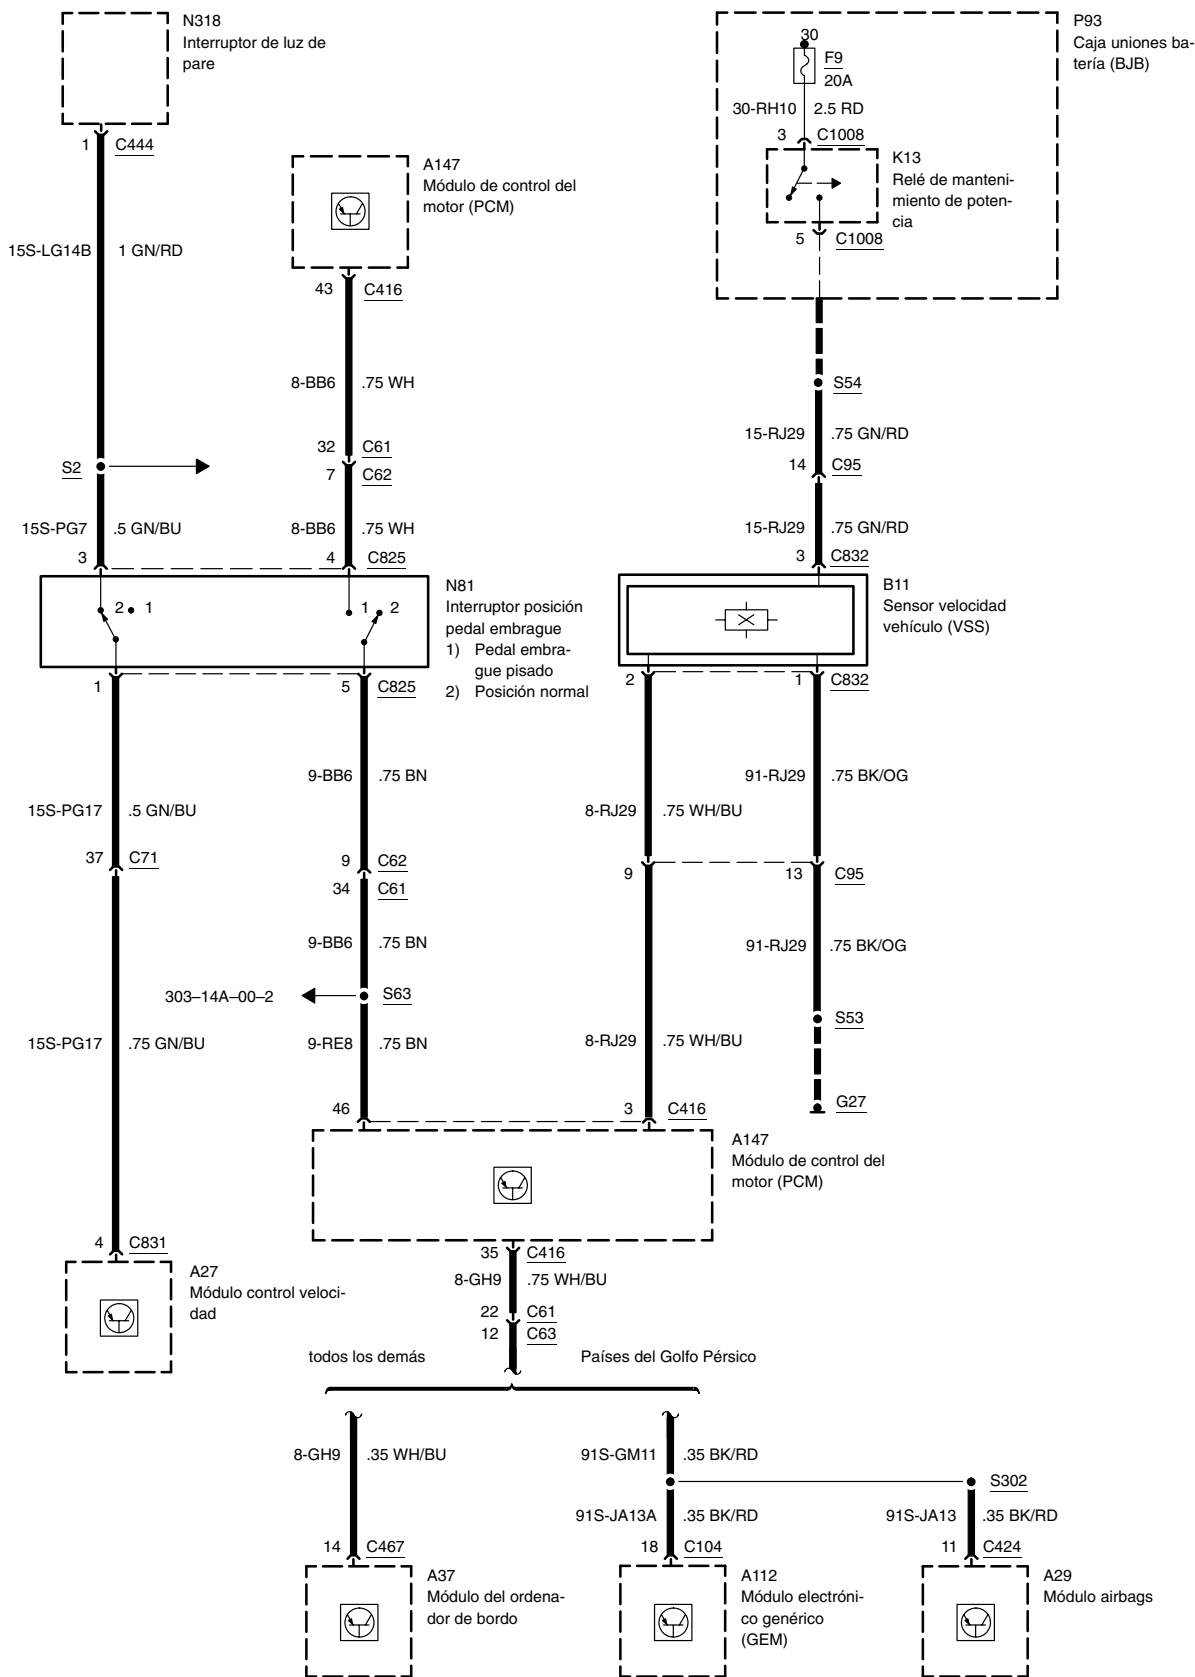 N318
Interruptor de luz de
pare
1 C444
15S-LG14B 1 GN/RD
S2
15S-PG7 .5 GN/BU
3
A147
Módulo de control del
motor (PCM)
43 C416
8-BB6 .75 WH
32 C61
7 C62
8-BB6 .75 WH
4 C825
P93
Caja uniones ba-
tería (BJB)
30
F9
20A
30-RH10 2.5 RD
3 C1008
K13
Relé de manteni-
miento de poten-
cia
5 C1008
S54
15-RJ29 .75 GN/RD
14 C95
15-RJ29 .75 GN/RD
3 C832
2 1
1 2
N81
Interruptor posición
pedal embrague
1) Pedal embra-
gue pisado
2) Posición normal
B11
Sensor velocidad
vehículo (VSS)
1
5 C825
2
1 C832
9-BB6 .75 BN
91-RJ29 .75 BK/OG
15S-PG17 .5 GN/BU
8-RJ29 .75 WH/BU
37 C71
9 C62
34 C61
9
13 C95
9-BB6 .75 BN
91-RJ29 .75 BK/OG
303–14A–00–2
S63
S53
15S-PG17 .75 GN/BU
9-RE8 .75 BN
8-RJ29 .75 WH/BU
46
3 C416
G27
A147
Módulo de control del
motor (PCM)
4 C831
A27
Módulo control veloci-
dad
35 C416
8-GH9 .75 WH/BU
22 C61
12 C63
todos los demás
Países del Golfo Pérsico
8-GH9 .35 WH/BU
91S-GM11 .35 BK/RD
S302
91S-JA13A .35 BK/RD
91S-JA13 .35 BK/RD
14 C467
18 C104
11 C424
A37
Módulo del ordena-
dor de bordo
A112
Módulo electróni-
co genérico
(GEM)
A29
Módulo airbags